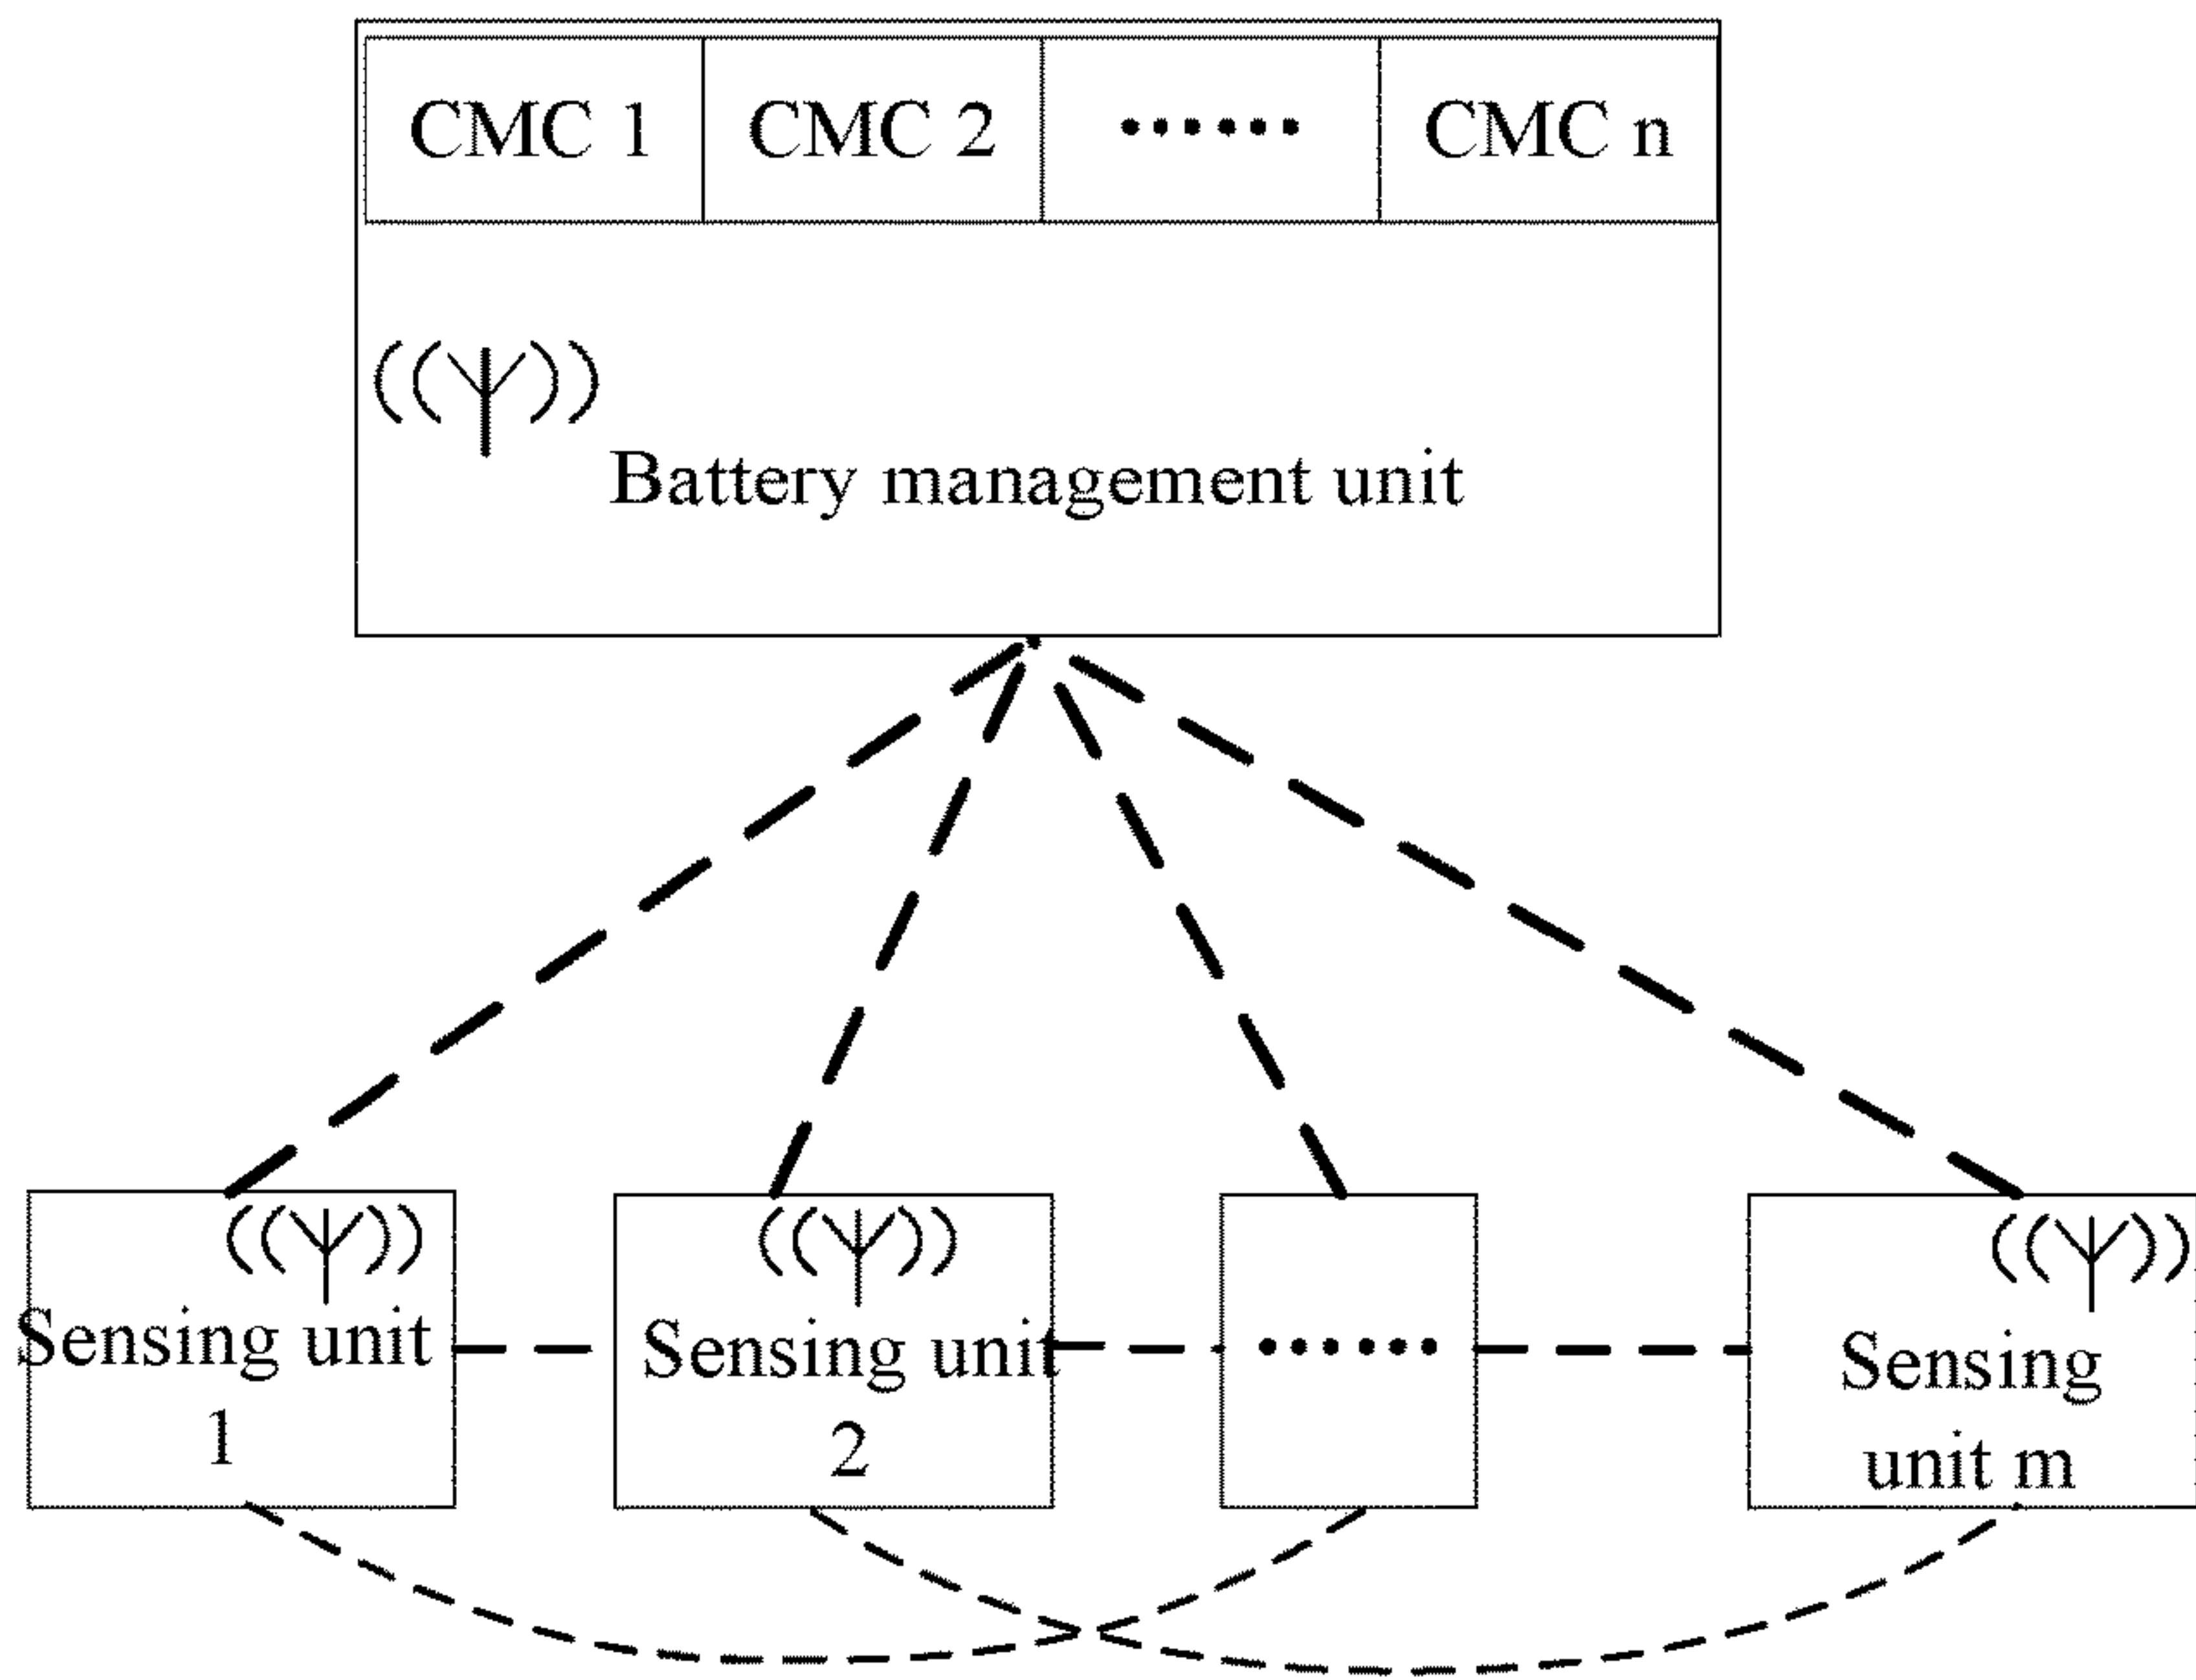 CMC 1 CMC 2 ...... CMC n
Battery management unit
Sensing unit
1
Sensing unit
2
......
Sensing
unit m